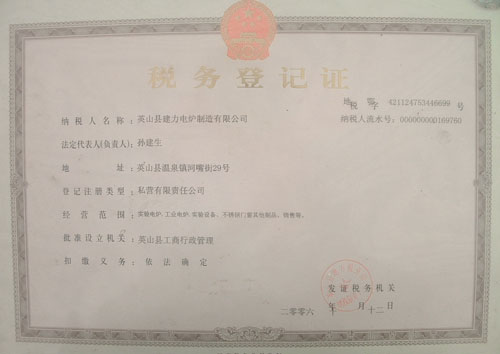 税务登记证
地税 字 421124753446699 号
纳税人名称： 英山县建力电炉制造有限公司 纳税人流水号：000000000169760
法定代表人(负责人)： 孙建生
地址： 英山县温泉镇河嘴街29号
登记注册类型： 私营有限责任公司
经营范围： 实验电炉,工业电炉,实验设备、不锈钢门窗其他制品、销售等。
批准设立机关： 英山县工商行政管理
扣缴义务： 依法确定
发证税务机关
二零零六 月十二日